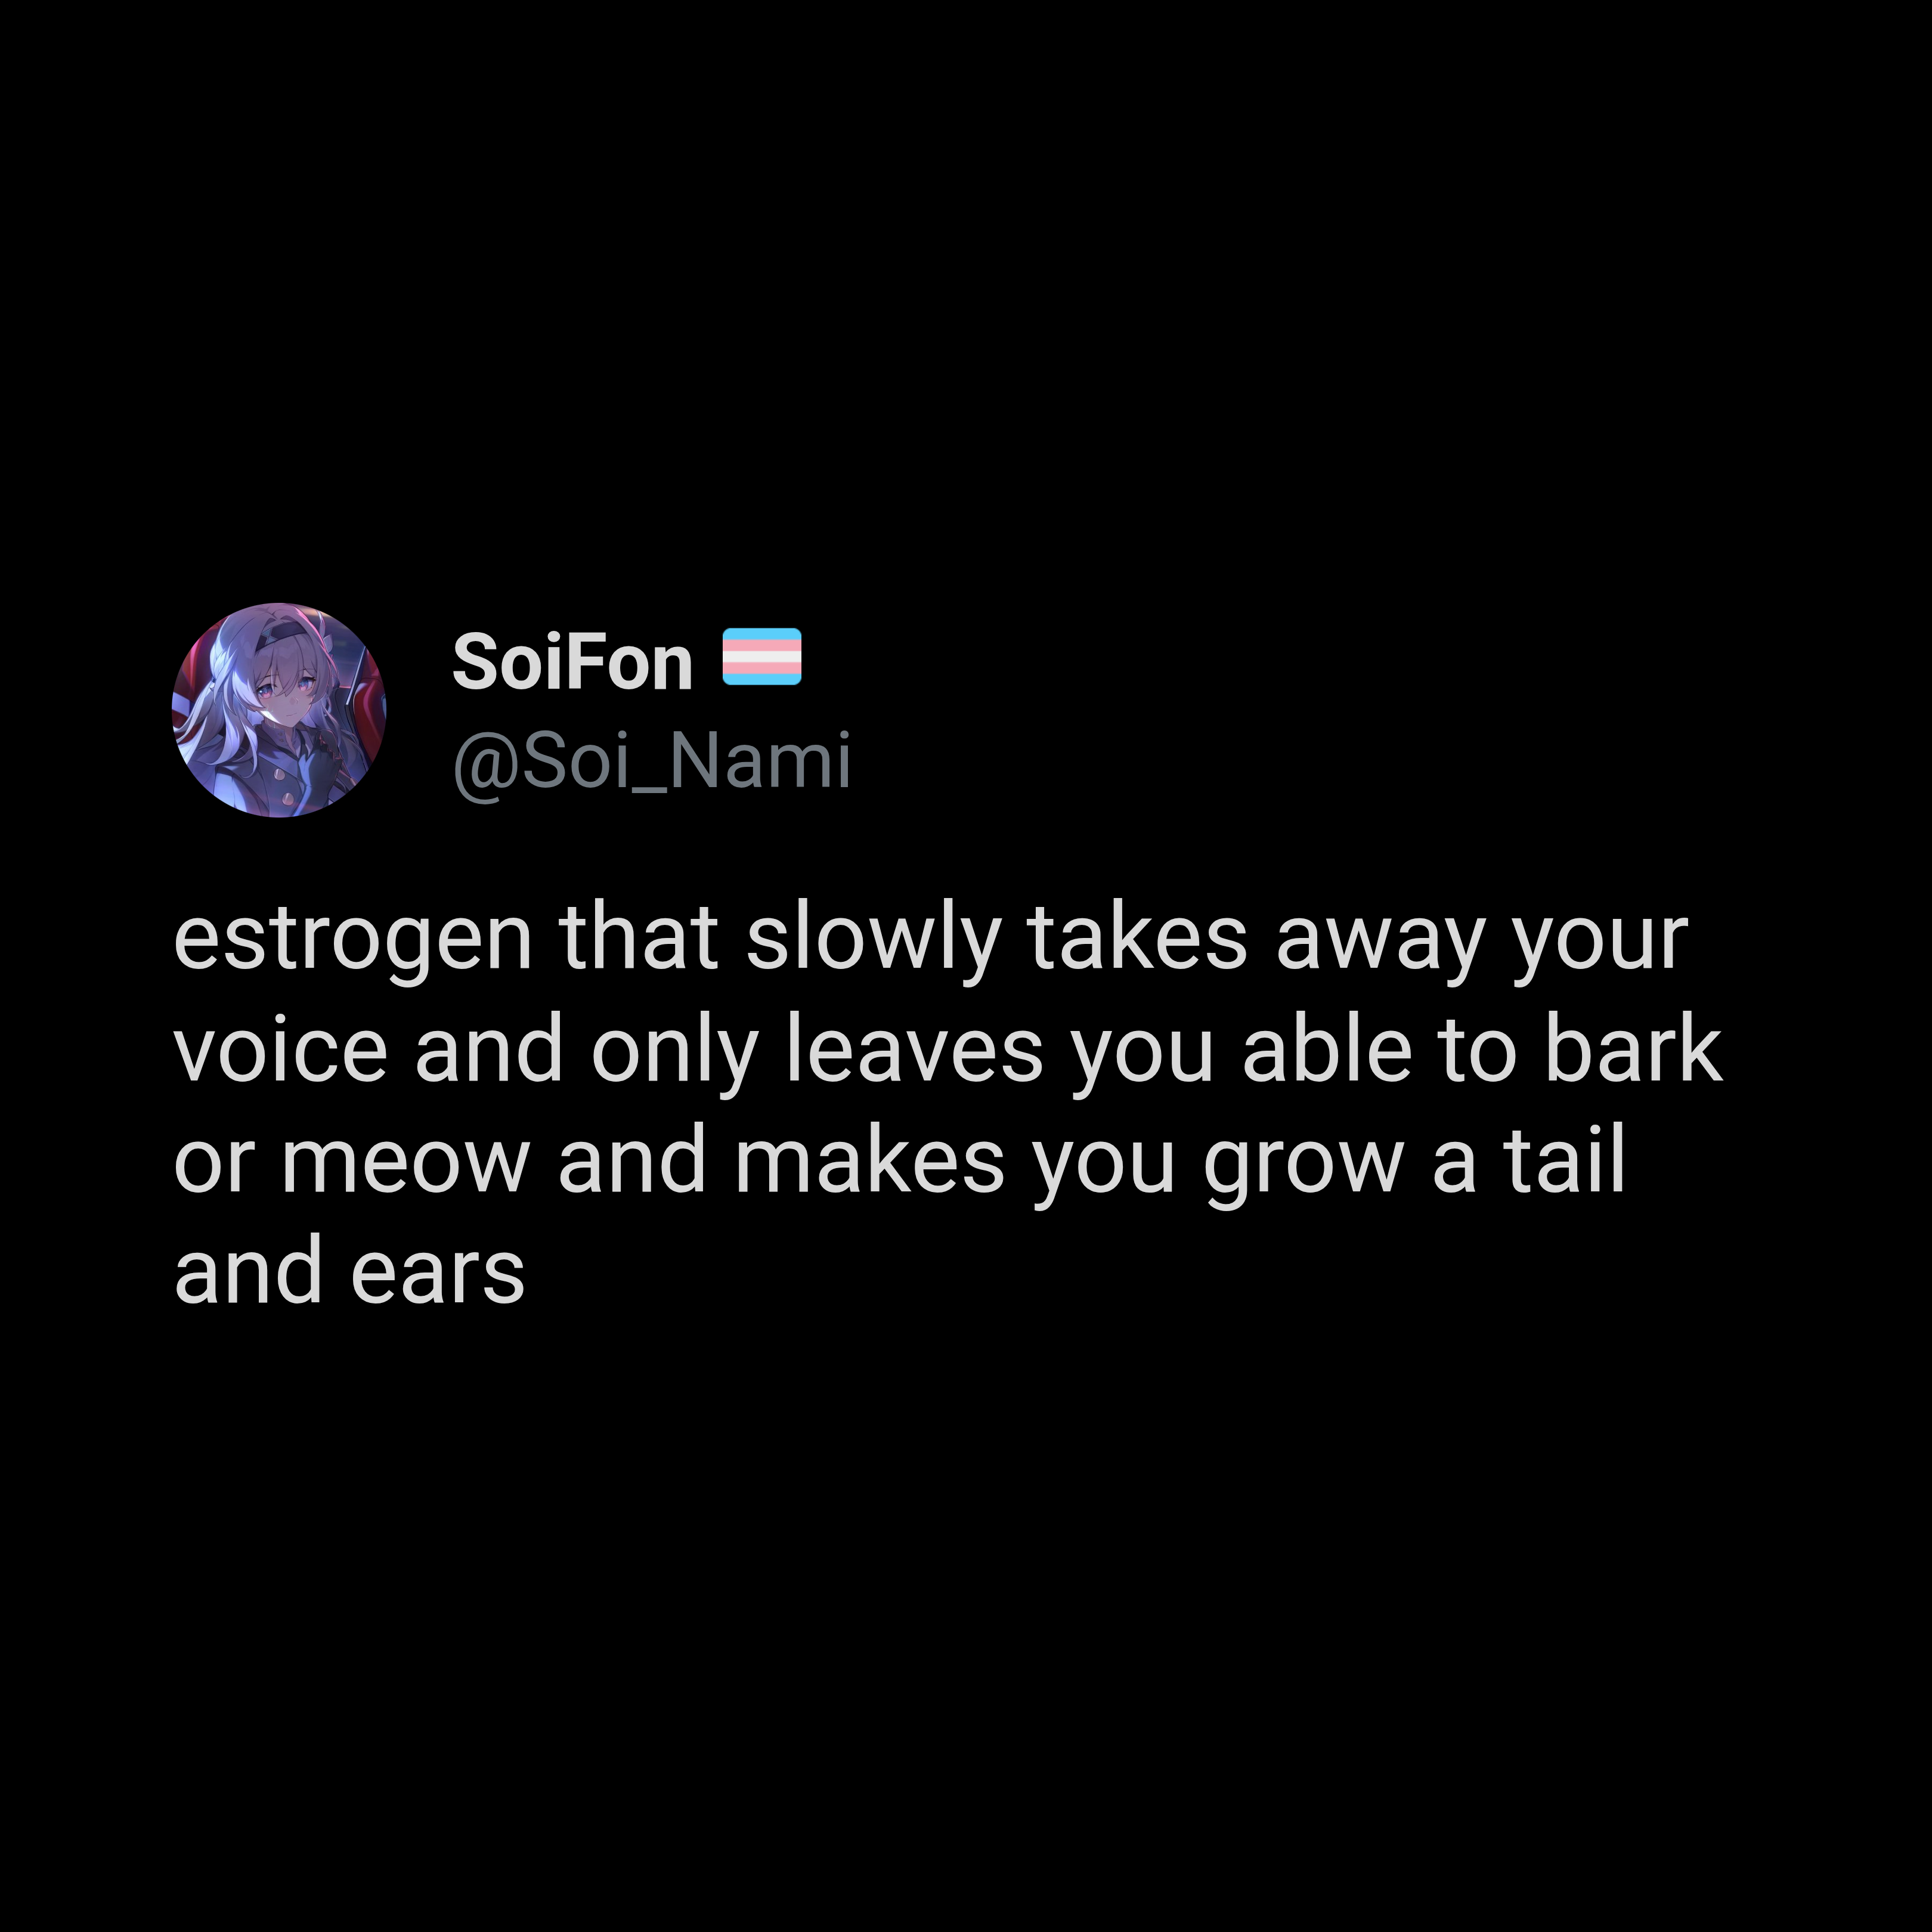 SoiFon 🏳️‍⚧️
@Soi_Nami
estrogen that slowly takes away your
voice and only leaves you able to bark
or meow and makes you grow a tail
and ears